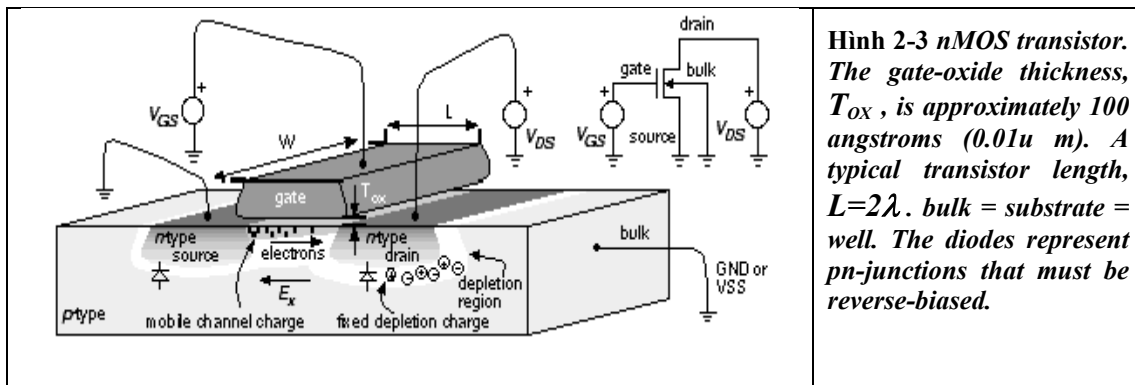 drain
gate
bulk
source
+
V_GS
+
V_DS
+
V_GS
+
V_DS
W
L
T_ox
gate
n-type
source
electrons
n-type
drain
bulk
E_x
depletion
region
GND or
VSS
p-type
mobile channel charge
fixed depletion charge
Hình 2-3 nMOS transistor.
The gate-oxide thickness,
T_OX , is approximately 100
angstroms (0.01u m). A
typical transistor length,
L=2λ. bulk = substrate =
well. The diodes represent
pn-junctions that must be
reverse-biased.